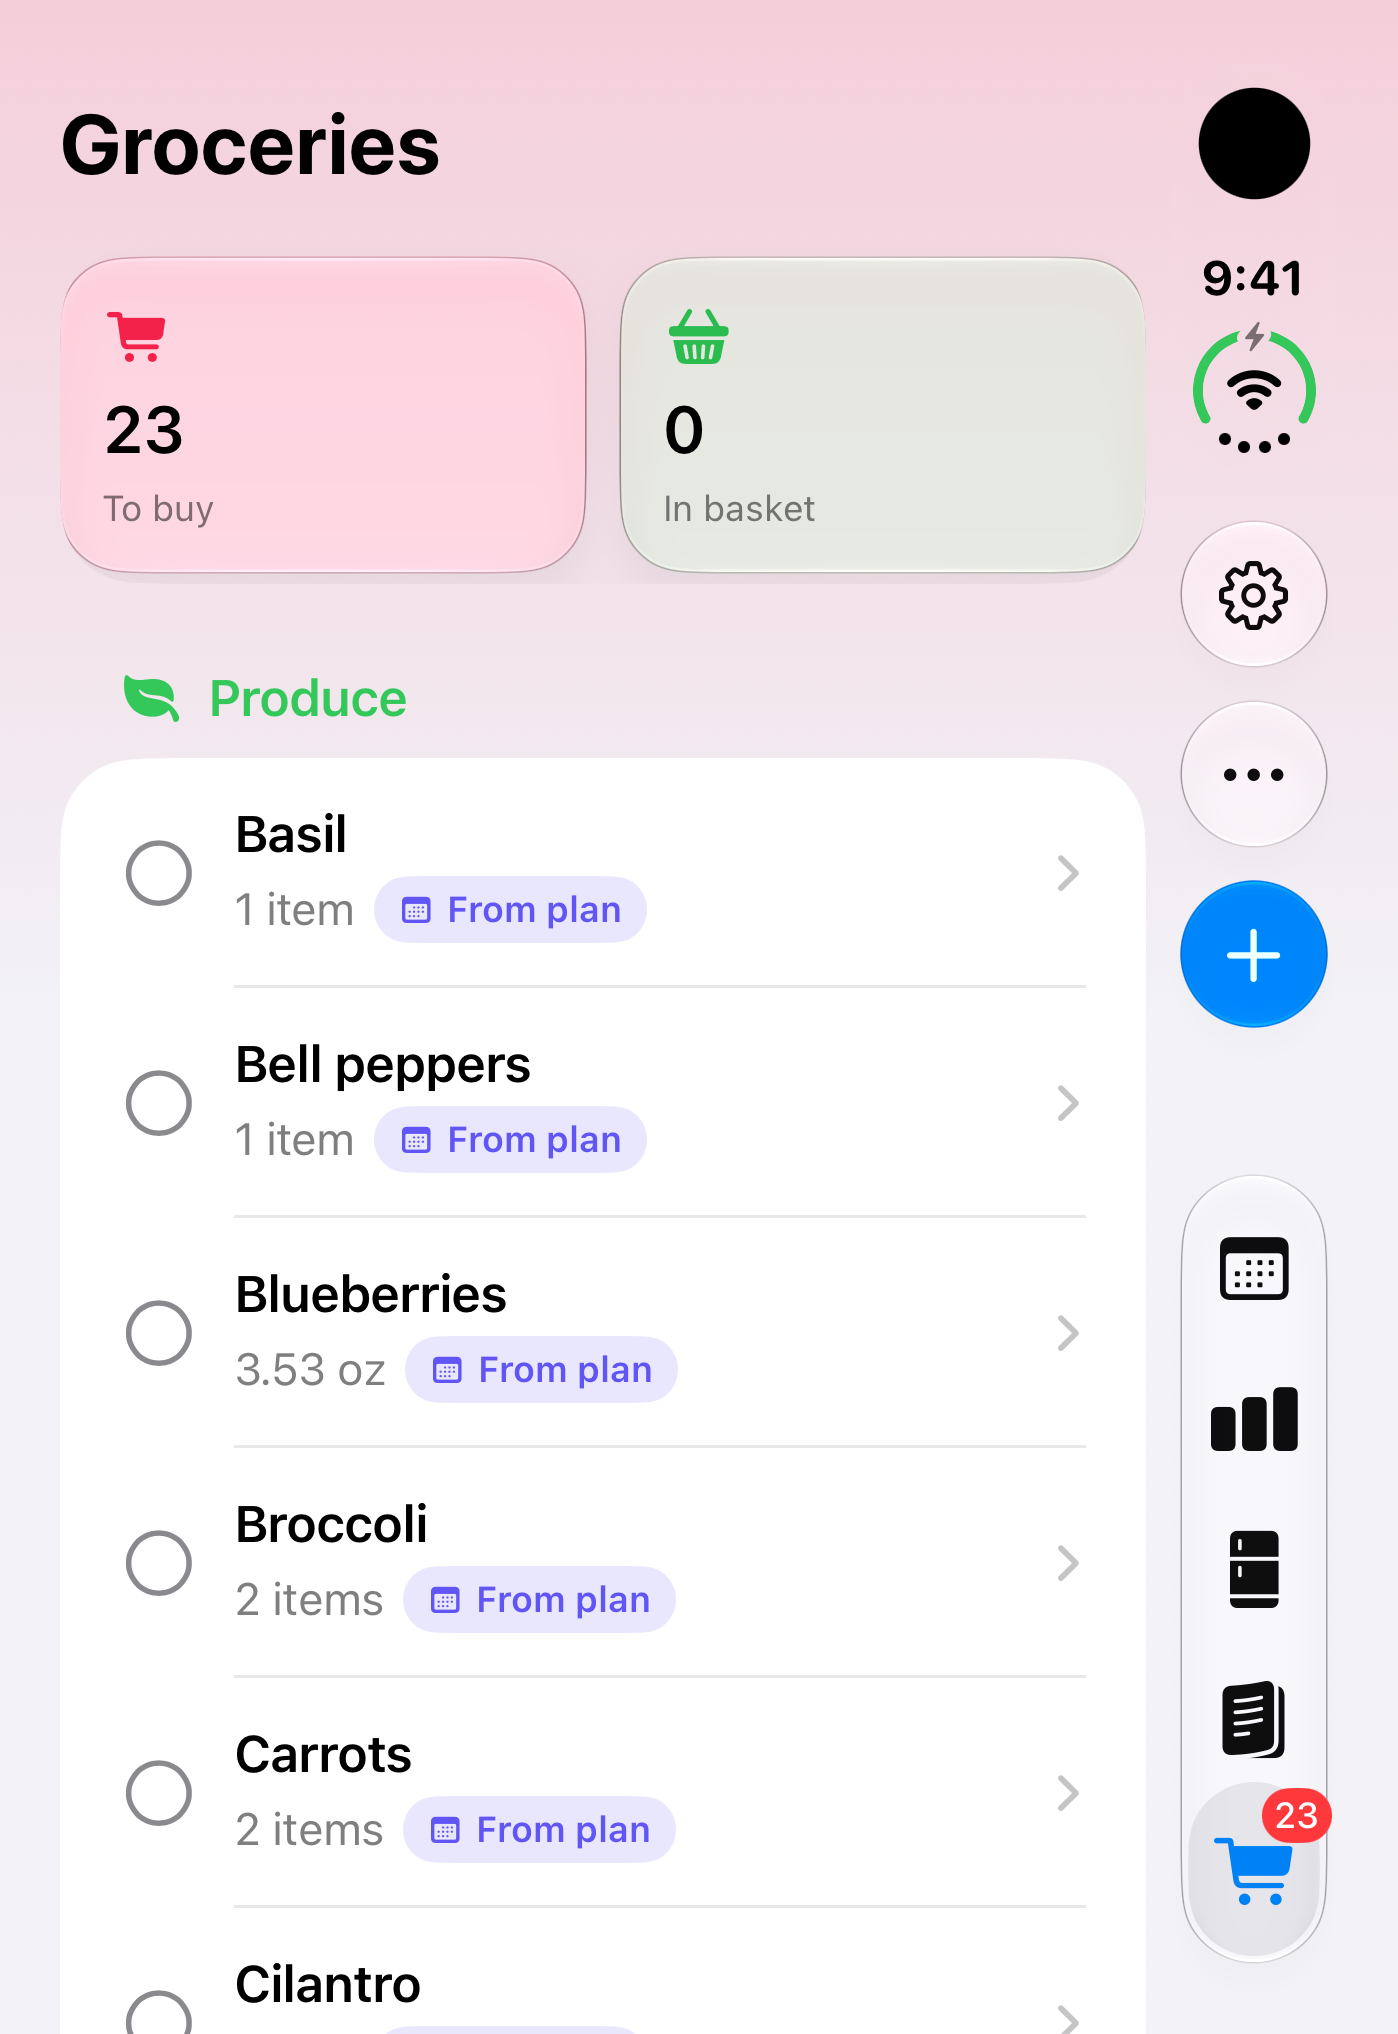 Groceries
9:41
23
To buy
0
In basket
Produce
Basil
1 item
From plan
Bell peppers
1 item
From plan
Blueberries
3.53 oz
From plan
Broccoli
2 items
From plan
Carrots
2 items
From plan
Cilantro
23